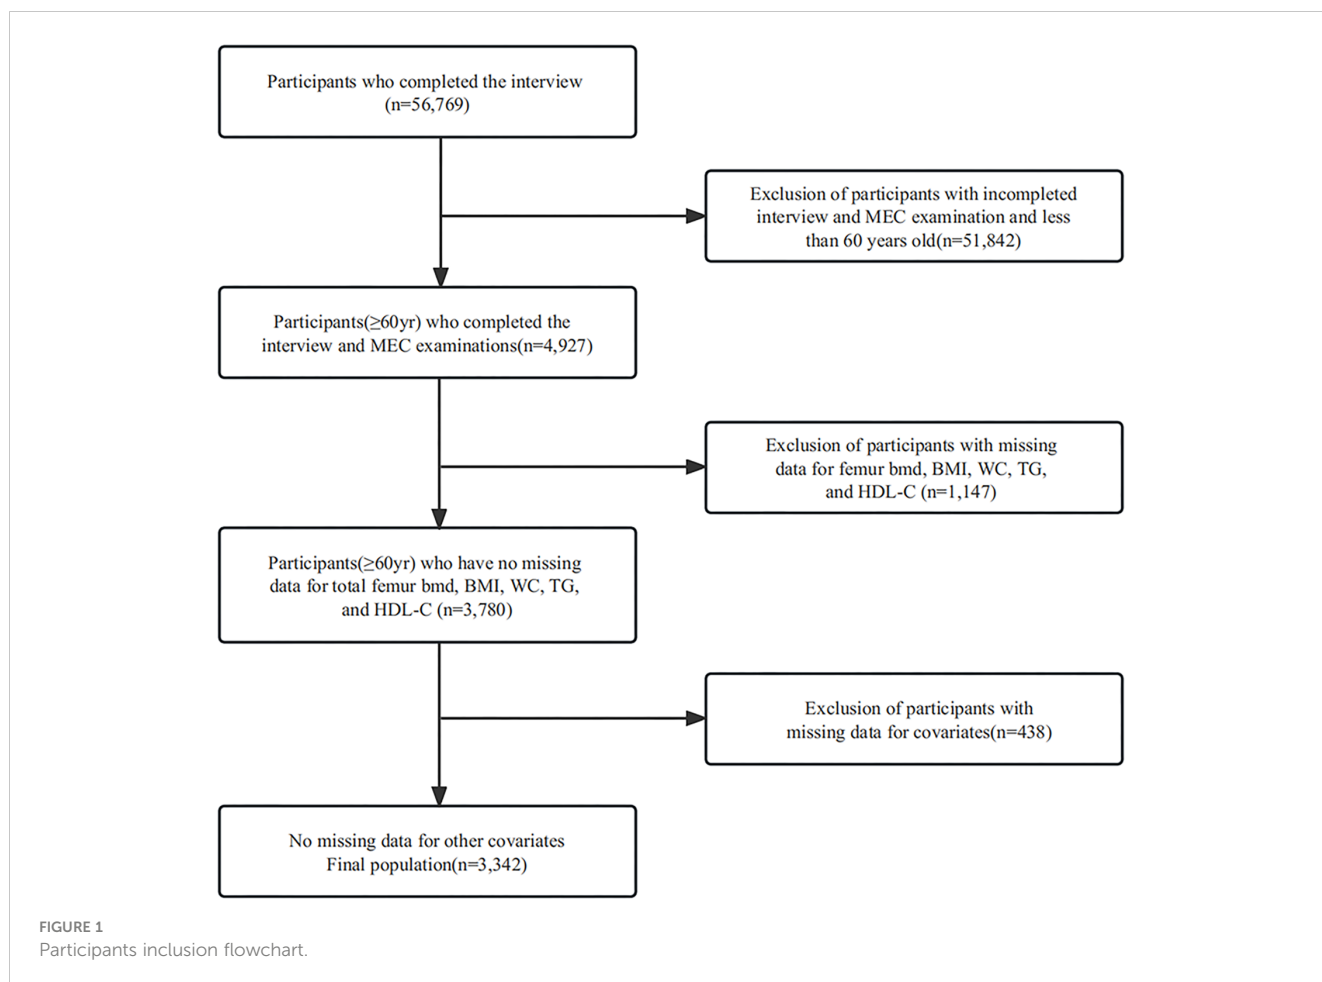 Participants who completed the interview
(n=56,769)
Exclusion of participants with incompleted
interview and MEC examination and less
than 60 years old(n=51,842)
Participants(≥60yr) who completed the
interview and MEC examinations(n=4,927)
Exclusion of participants with missing
data for femur bmd, BMI, WC, TG,
and HDL-C (n=1,147)
Participants(≥60yr) who have no missing
data for total femur bmd, BMI, WC, TG,
and HDL-C (n=3,780)
Exclusion of participants with
missing data for covariates(n=438)
No missing data for other covariates
Final population(n=3,342)
FIGURE 1
Participants inclusion flowchart.